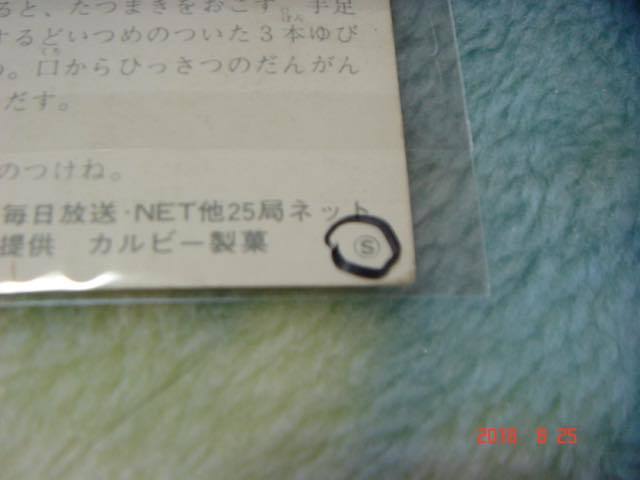 ると、たつまきをおこす。手足
するどいつめのついた3本ゆび
。口からひっさつのだんがん
だす。
のつけね。
毎日放送・NET他25局ネット
提供 カルビー製菓 Ⓢ
2010 8 25